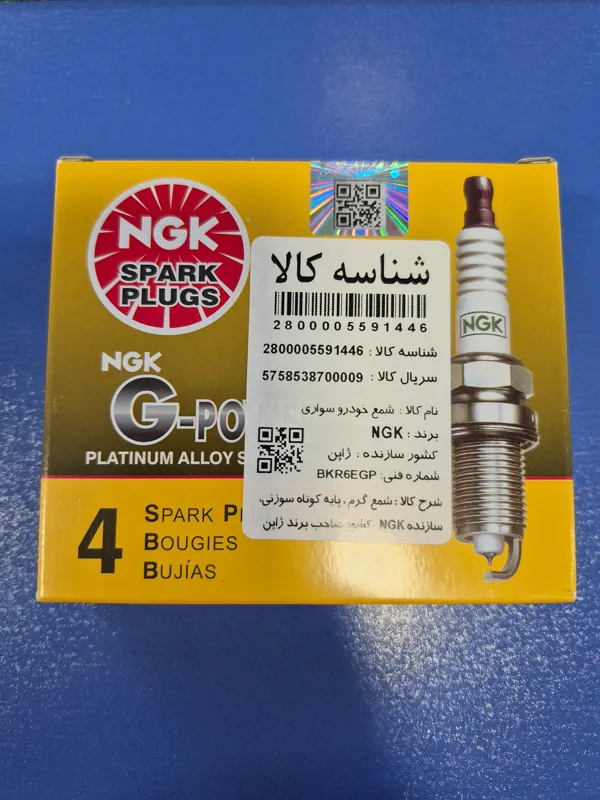 NGK
SPARK
PLUGS
NGK
G-PO
PLATINUM ALLOY S
4
SPARK P
BOUGIES
BUJÍAS
شناسه کالا
2800005591446
شناسه کالا : 2800005591446
سریال کالا : 5758538700009
نام کالا : شمع خودرو سواری
برند : NGK
کشور سازنده : ژاپن
شماره فنی: BKR6EGP
شرح کالا: شمع گرم، پایه کوتاه سوزنی،
سازنده NGK کشور صاحب برند ژاپن
NGK